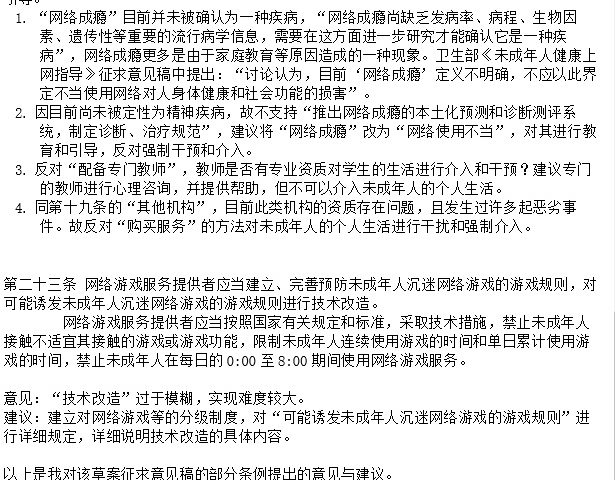 引导。
1. “网络成瘾”目前并未被确认为一种疾病，“网络成瘾尚缺乏发病率、病程、生物因
素、遗传性等重要的流行病学信息，需要在这方面进一步研究才能确认它是一种疾
病”，网络成瘾更多是由于家庭教育等原因造成的一种现象。卫生部《未成年人健康上
网指导》征求意见稿中提出：“讨论认为，目前‘网络成瘾’定义不明确，不应以此界
定不当使用网络对人身体健康和社会功能的损害”。
2. 因目前尚未被定性为精神疾病，故不支持“推出网络成瘾的本土化预测和诊断测评系
统，制定诊断、治疗规范”，建议将“网络成瘾”改为“网络使用不当”，对其进行教
育和引导，反对强制干预和介入。
3. 反对“配备专门教师”，教师是否有专业资质对学生的生活进行介入和干预？建议专门
的教师进行心理咨询，并提供帮助，但不可以介入未成年人的个人生活。
4. 同第十九条的“其他机构”，目前此类机构的资质存在问题，且发生过许多起恶劣事
件。故反对“购买服务”的方法对未成年人的个人生活进行干扰和强制介入。
第二十三条 网络游戏服务提供者应当建立、完善预防未成年人沉迷网络游戏的游戏规则，对
可能诱发未成年人沉迷网络游戏的游戏规则进行技术改造。
网络游戏服务提供者应当按照国家有关规定和标准，采取技术措施，禁止未成年人
接触不适宜其接触的游戏或游戏功能，限制未成年人连续使用游戏的时间和单日累计使用游
戏的时间，禁止未成年人在每日的 0:00 至 8:00 期间使用网络游戏服务。
意见：“技术改造”过于模糊，实现难度较大。
建议：建立对网络游戏等的分级制度，对“可能诱发未成年人沉迷网络游戏的游戏规则”进
行详细规定，详细说明技术改造的具体内容。
以上是我对该草案征求意见稿的部分条例提出的意见与建议。